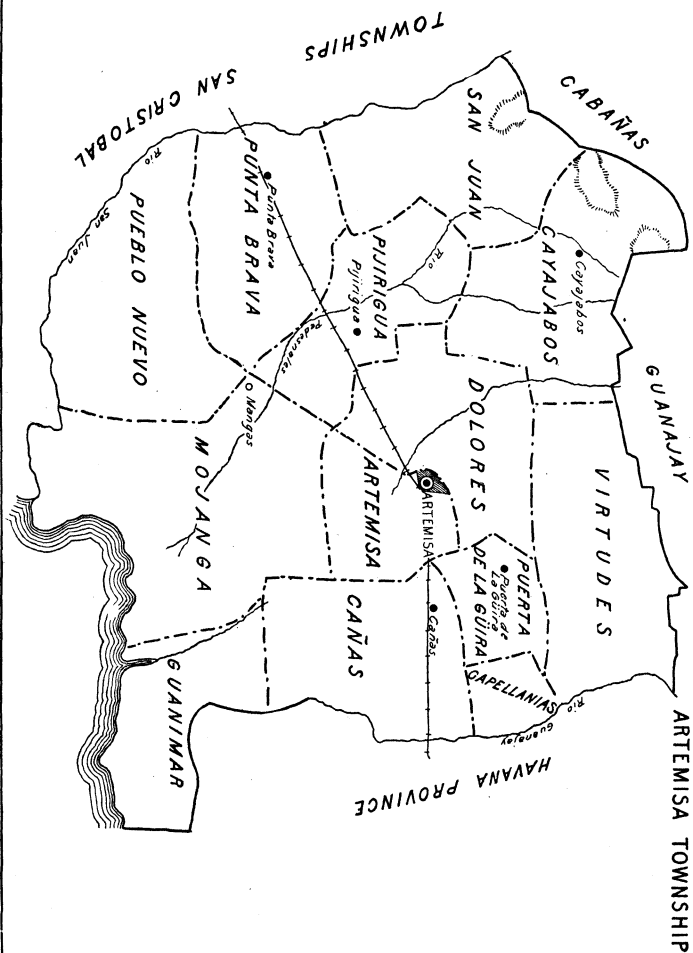 ARTEMISA TOWNSHIP
CABAÑAS
GUANAJAY
TOWNSHIPS
SAN CRISTOBAL
HAVANA PROVINCE
SAN JUAN
CAYAJABOS
Cayajabos
VIRTUDES
DOLORES
PIJIRIGUA
Pijirigua
Rio
Pedernales
PUNTA BRAVA
Punta Brava
PUEBLO NUEVO
Rio
San Juan
Mangas
MOJANGA
ARTEMISA
ARTEMISA
PUERTA
DE LA GÜIRA
Puerta de
La Güira
CAPELLANIAS
Rio
Guanajay
CAÑAS
Cañas
GUANIMAR